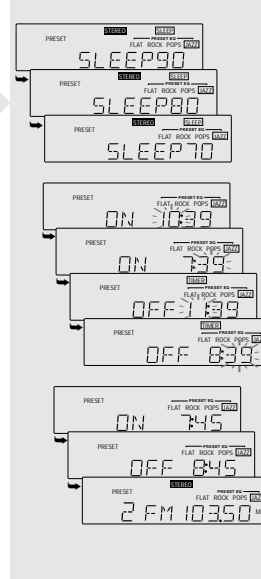 STEREO SLEEP
PRESET PRESET EQ
FLAT ROCK POPS JAZZ
SLEEP90
STEREO SLEEP
PRESET PRESET EQ
FLAT ROCK POPS JAZZ
SLEEP80
STEREO SLEEP
PRESET PRESET EQ
FLAT ROCK POPS JAZZ
SLEEP70
PRESET PRESET EQ
FLAT ROCK POPS JAZZ
ON 10:39
PRESET PRESET EQ
FLAT ROCK POPS JAZZ
ON 7:39
TIMER
PRESET PRESET EQ
FLAT ROCK POPS JAZZ
OFF 11:39
TIMER
PRESET PRESET EQ
FLAT ROCK POPS JAZZ
OFF 8:39
PRESET PRESET EQ
FLAT ROCK POPS JAZZ
ON 7:45
PRESET PRESET EQ
FLAT ROCK POPS JAZZ
OFF 8:45
STEREO
PRESET PRESET EQ
FLAT ROCK POPS JAZZ
2 FM 103.50 M